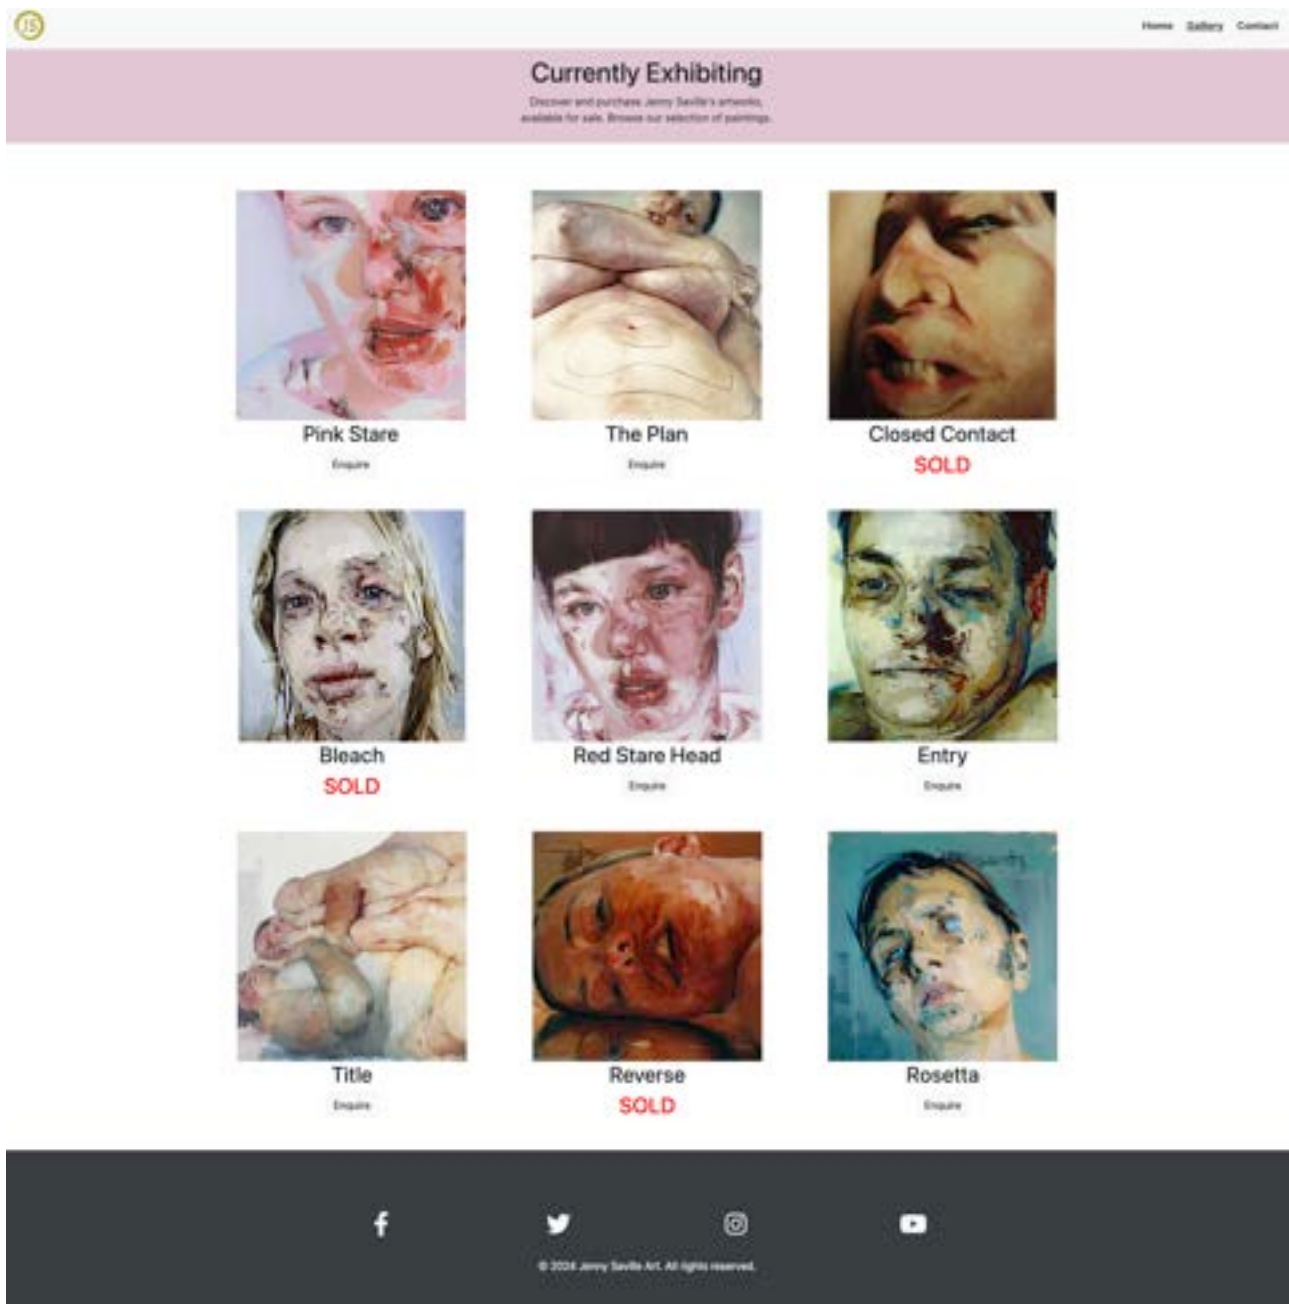 JS
Home Gallery Contact
Currently Exhibiting
Discover and purchase Jenny Saville's artworks,
available for sale. Browse our selection of paintings.
Pink Stare The Plan Closed Contact
Enquire Enquire SOLD
Bleach Red Stare Head Entry
SOLD Enquire Enquire
Title Reverse Rosetta
Enquire SOLD Enquire
© 2024 Jenny Saville Art. All rights reserved.